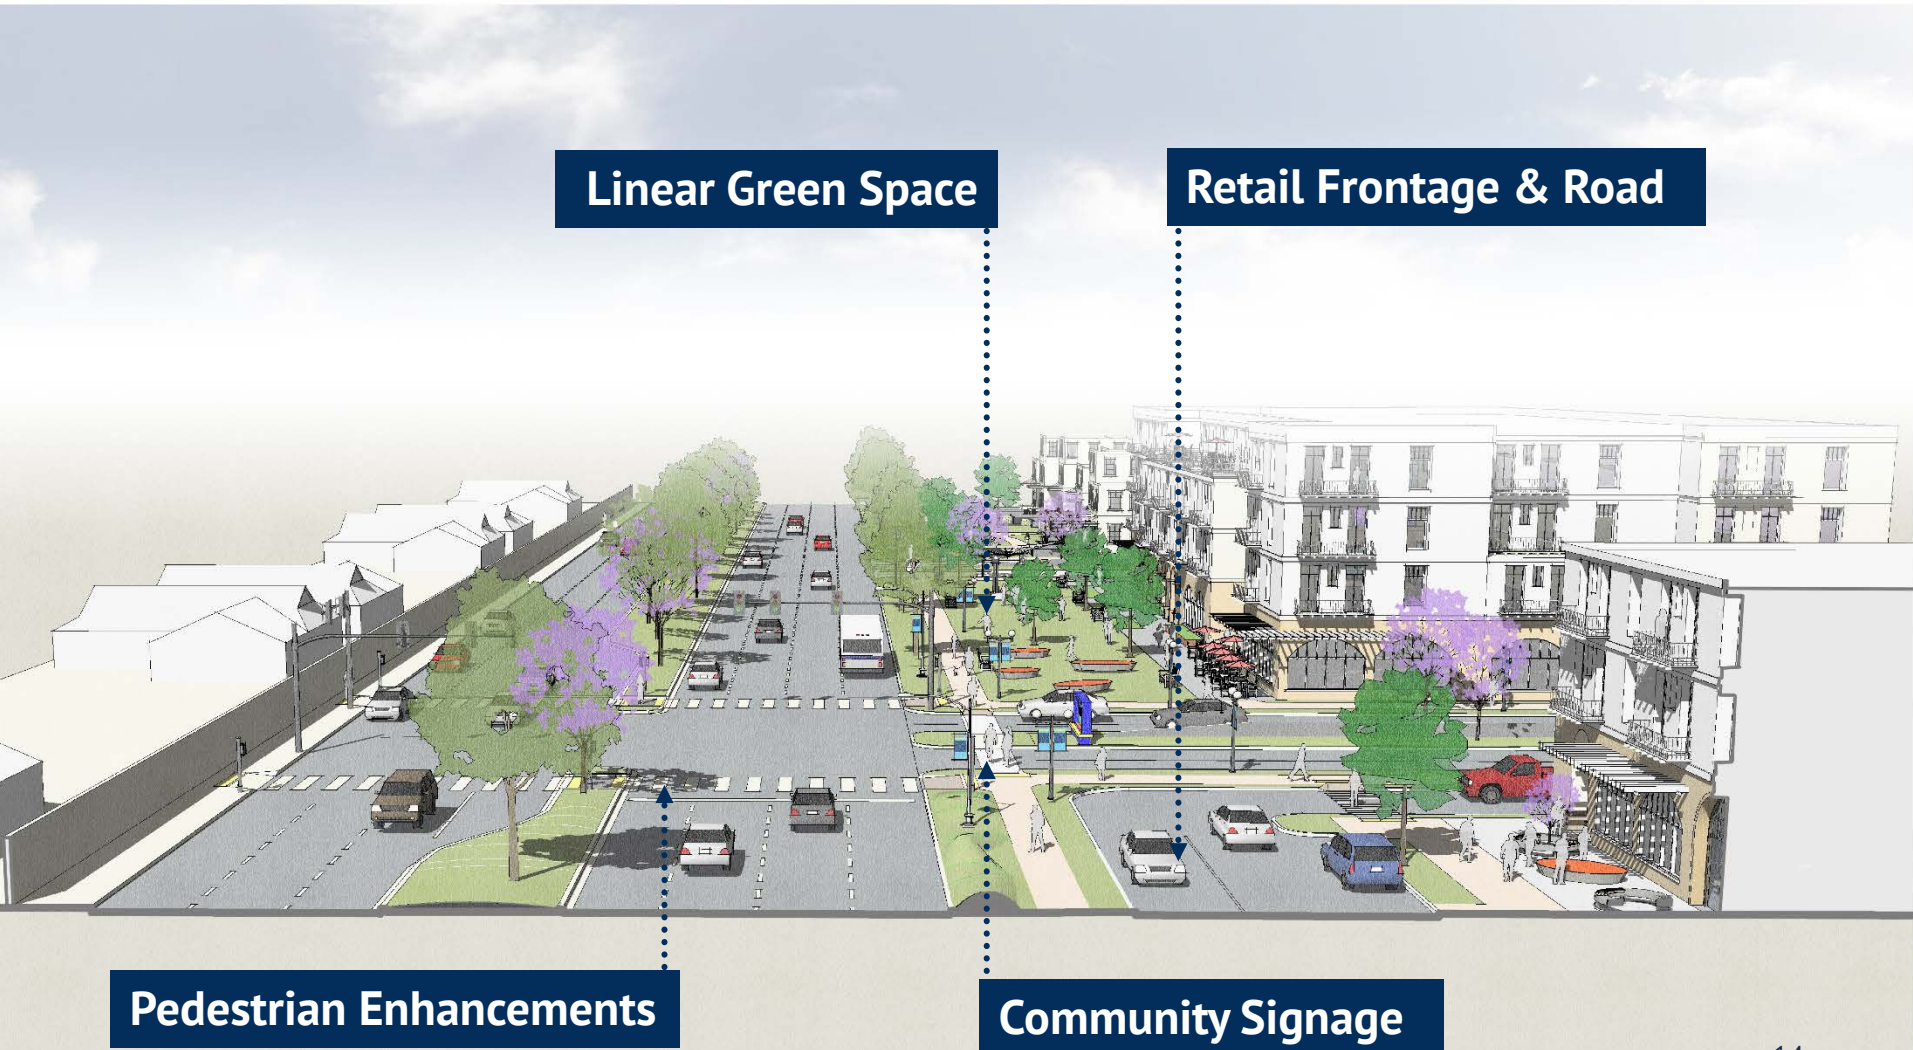 Linear Green Space
Retail Frontage & Road
Pedestrian Enhancements
Community Signage